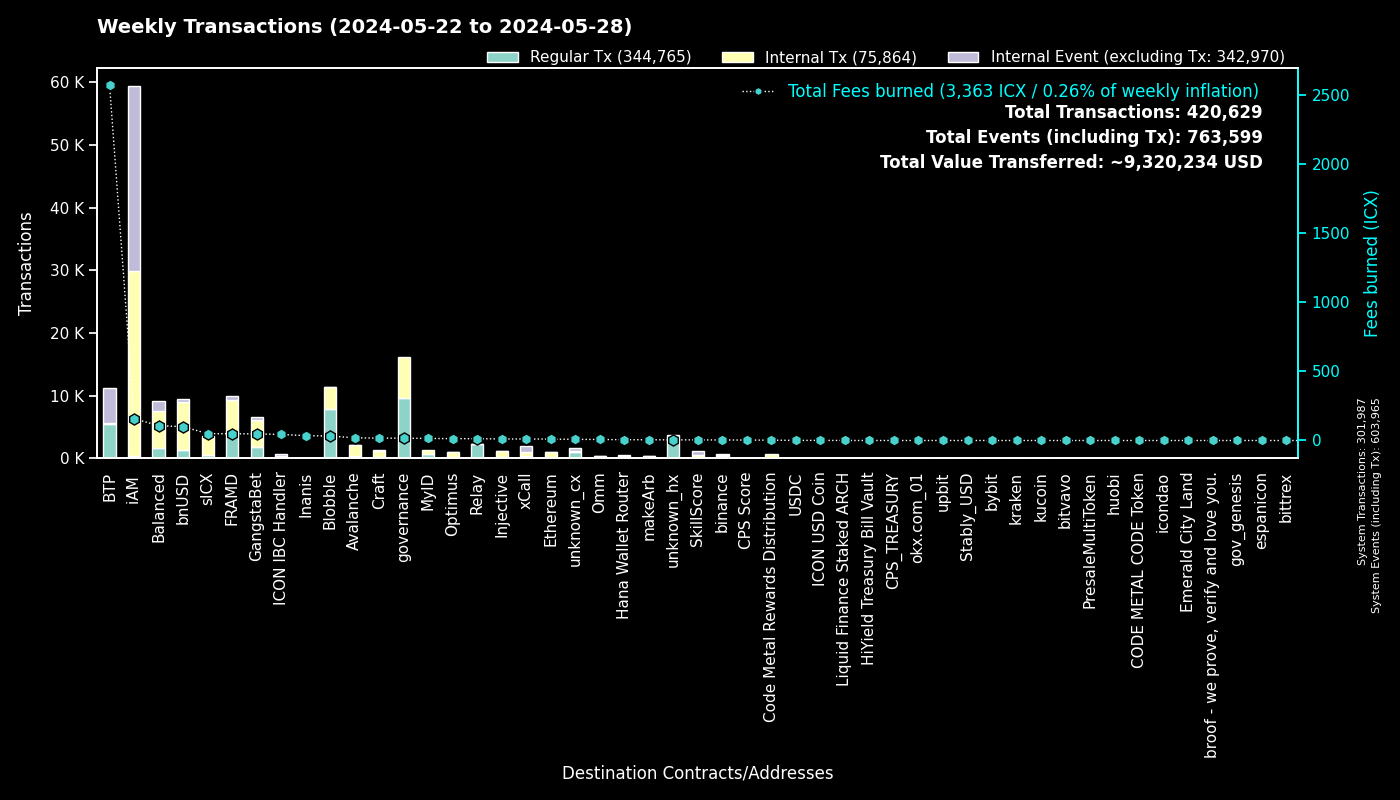 Weekly Transactions (2024-05-22 to 2024-05-28)
Regular Tx (344,765)
Internal Tx (75,864)
Internal Event (excluding Tx: 342,970)
Total Fees burned (3,363 ICX / 0.26% of weekly inflation)
Total Transactions: 420,629
Total Events (including Tx): 763,599
Total Value Transferred: ~9,320,234 USD
Transactions
60 K
50 K
40 K
30 K
20 K
10 K
0 K
2500
2000
1500
1000
500
0
Fees burned (ICX)
System Transactions: 301,987
System Events (including Tx): 603,965
BTP
iAM
Balanced
bnUSD
sICX
FRAMD
GangstaBet
ICON IBC Handler
Inanis
Blobble
Avalanche
Craft
governance
MyID
Optimus
Relay
Injective
xCall
Ethereum
unknown_cx
Omm
Hana Wallet Router
makeArb
unknown_hx
SkillScore
binance
CPS Score
Code Metal Rewards Distribution
USDC
ICON USD Coin
Liquid Finance Staked ARCH
HiYield Treasury Bill Vault
CPS_TREASURY
okx.com_01
upbit
Stably_USD
bybit
kraken
kucoin
bitvavo
PresaleMultiToken
huobi
CODE METAL CODE Token
icondao
Emerald City Land
broof - we prove, verify and love you.
gov_genesis
espanicon
bittrex
Destination Contracts/Addresses